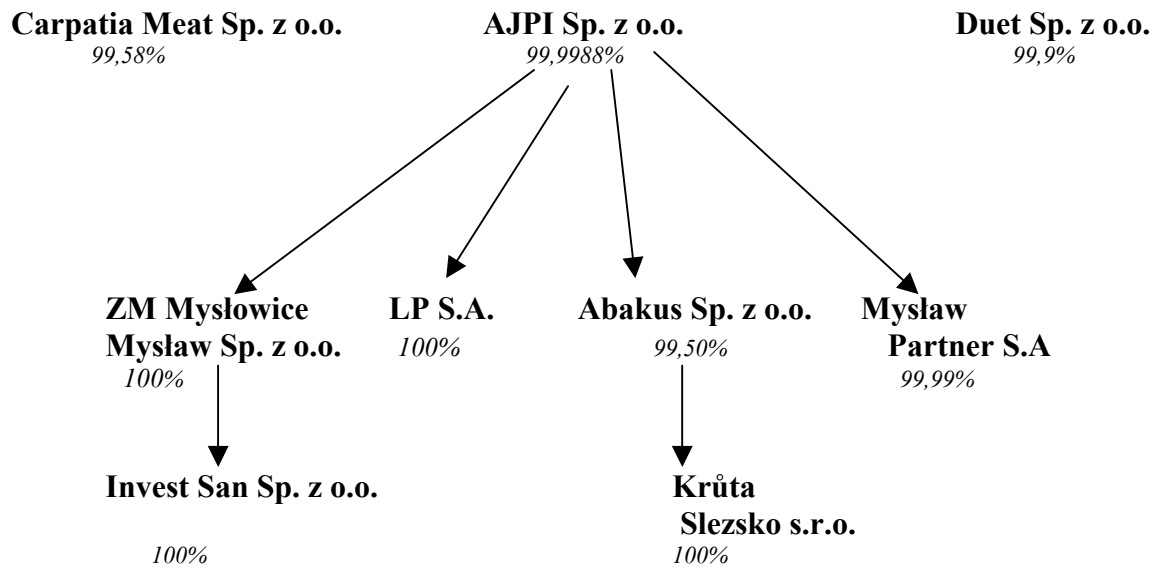 Carpatia Meat Sp. z o.o.
99,58%
AJPI Sp. z o.o.
99,9988%
Duet Sp. z o.o.
99,9%
ZM Mysłowice
Mysław Sp. z o.o.
100%
LP S.A.
100%
Abakus Sp. z o.o.
99,50%
Mysław
Partner S.A
99,99%
Invest San Sp. z o.o.
100%
Krůta
Slezsko s.r.o.
100%